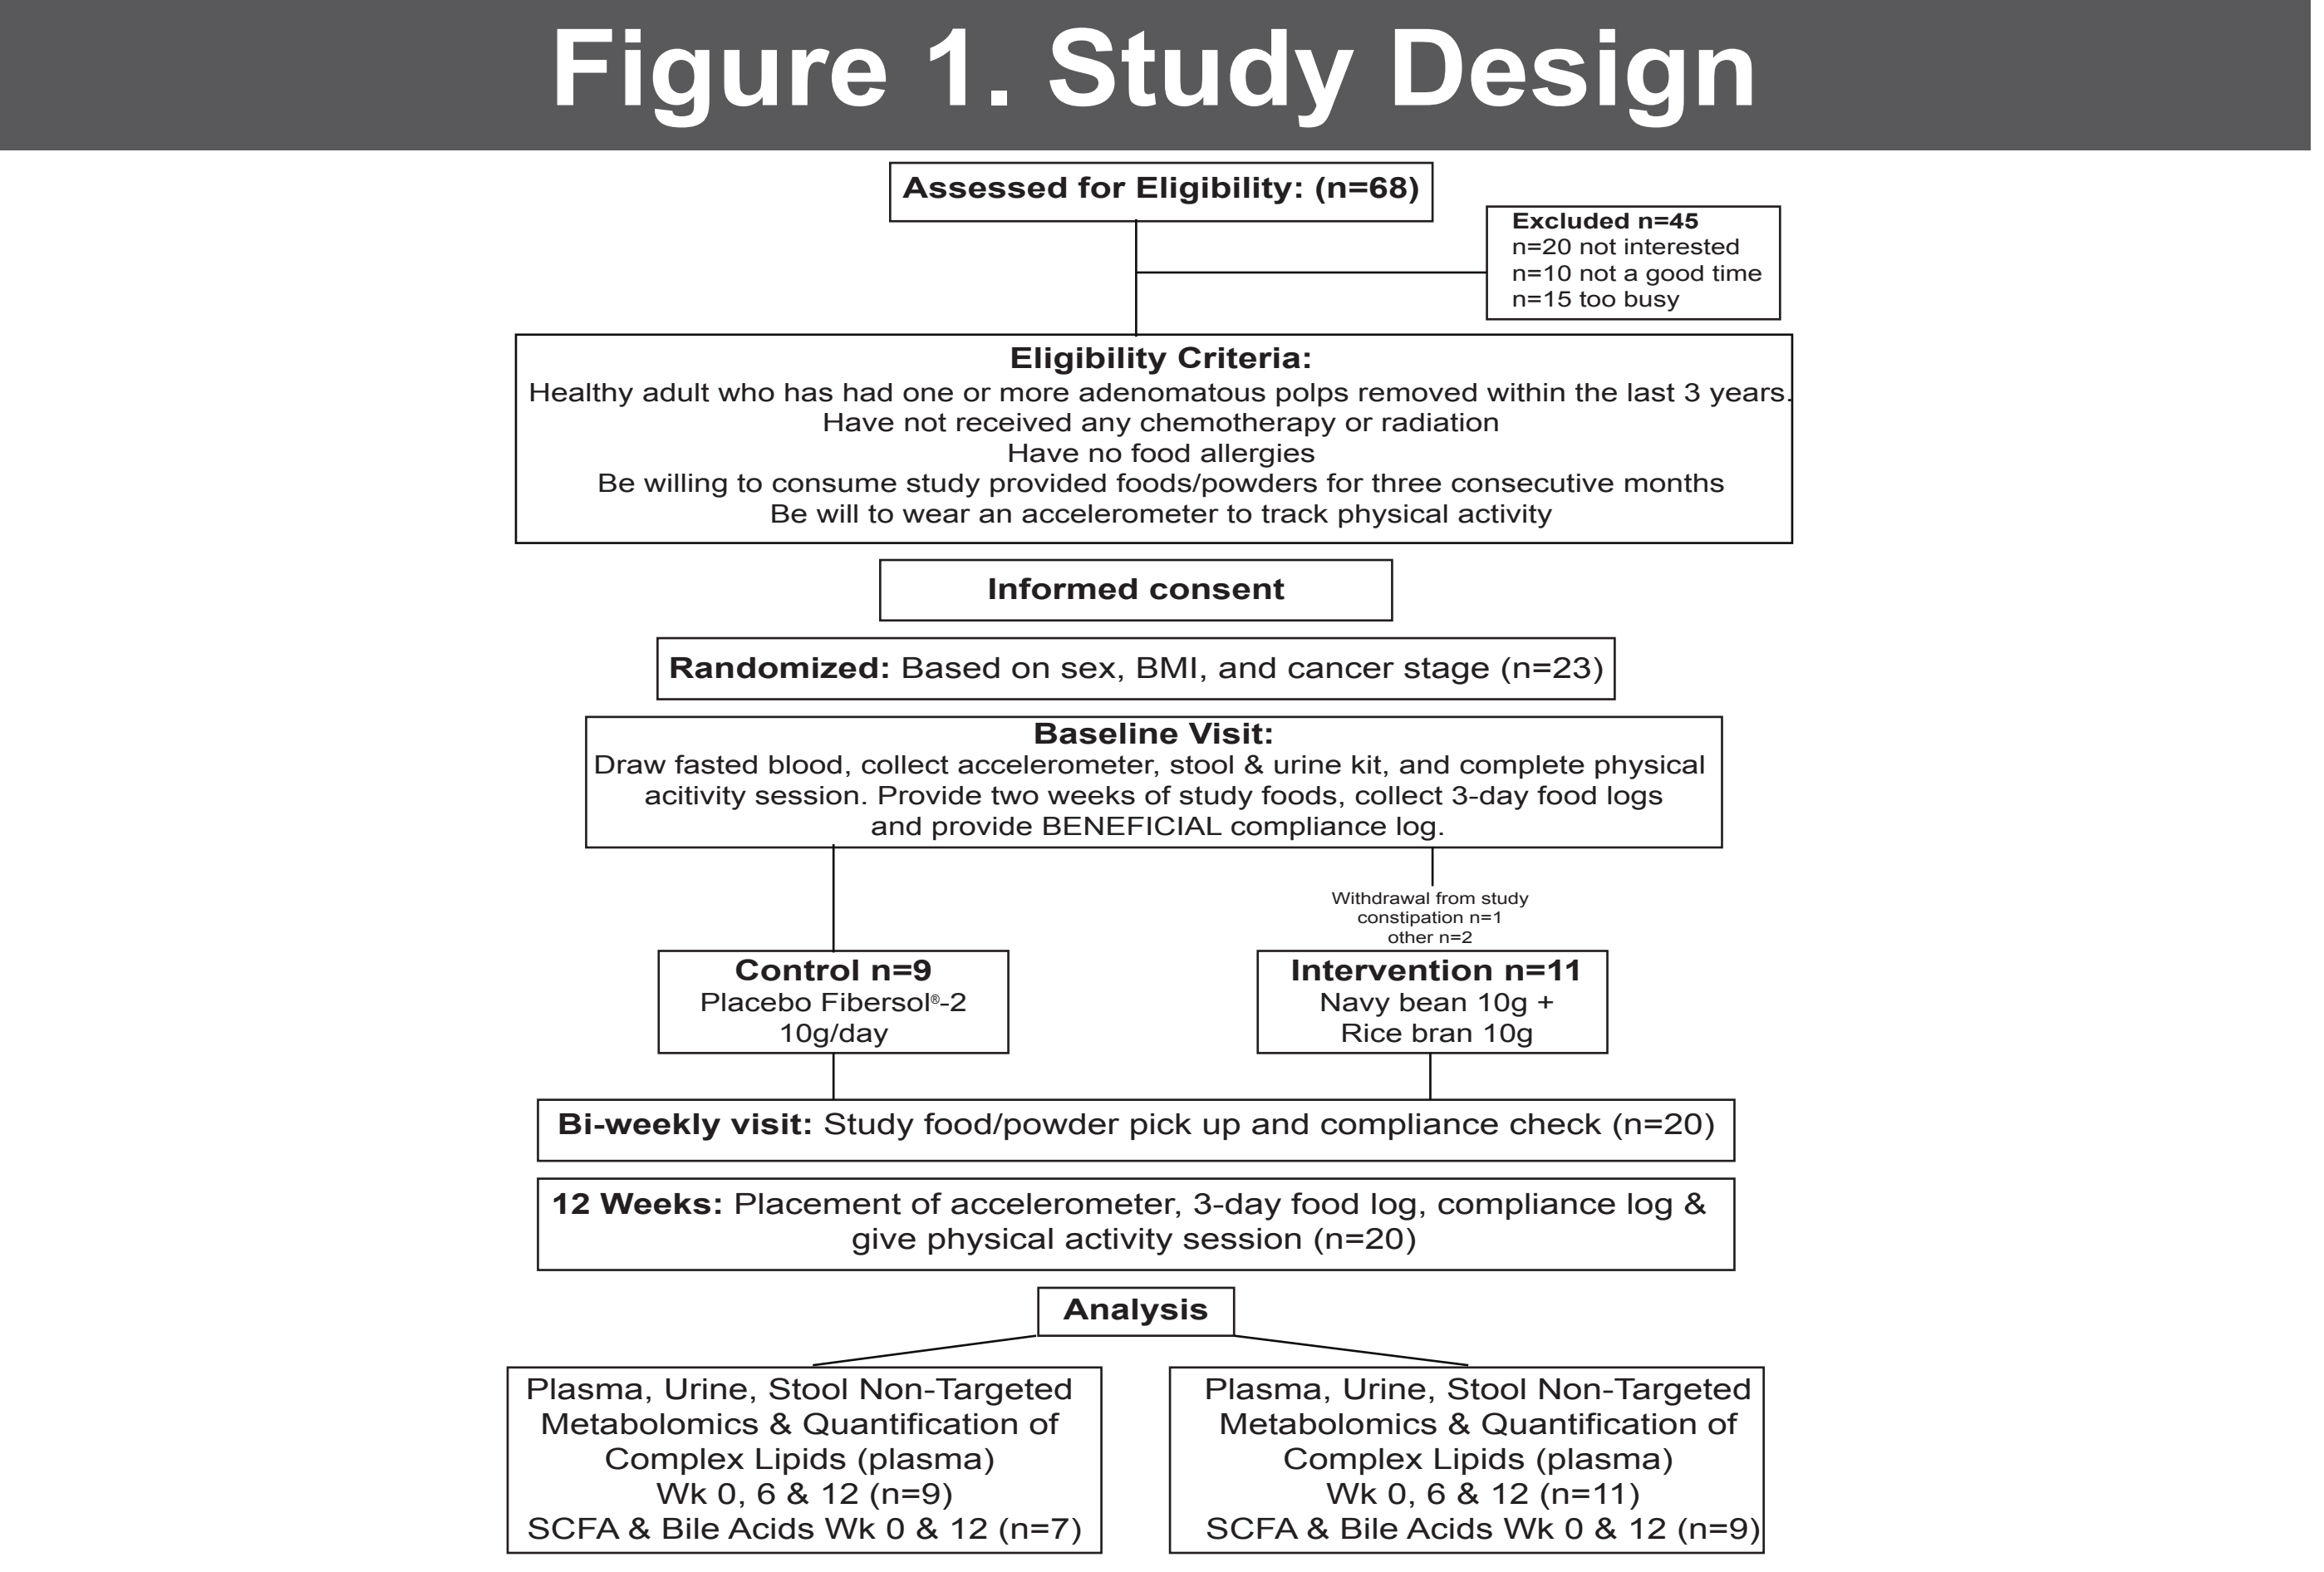 Figure 1. Study Design
Assessed for Eligibility: (n=68)
Excluded n=45
n=20 not interested
n=10 not a good time
n=15 too busy
Eligibility Criteria:
Healthy adult who has had one or more adenomatous polps removed within the last 3 years.
Have not received any chemotherapy or radiation
Have no food allergies
Be willing to consume study provided foods/powders for three consecutive months
Be will to wear an accelerometer to track physical activity
Informed consent
Randomized: Based on sex, BMI, and cancer stage (n=23)
Baseline Visit:
Draw fasted blood, collect accelerometer, stool & urine kit, and complete physical
acitivity session. Provide two weeks of study foods, collect 3-day food logs
and provide BENEFICIAL compliance log.
Withdrawal from study
constipation n=1
other n=2
Control n=9
Placebo Fibersol®-2
10g/day
Intervention n=11
Navy bean 10g +
Rice bran 10g
Bi-weekly visit: Study food/powder pick up and compliance check (n=20)
12 Weeks: Placement of accelerometer, 3-day food log, compliance log &
give physical activity session (n=20)
Analysis
Plasma, Urine, Stool Non-Targeted
Metabolomics & Quantification of
Complex Lipids (plasma)
Wk 0, 6 & 12 (n=9)
SCFA & Bile Acids Wk 0 & 12 (n=7)
Plasma, Urine, Stool Non-Targeted
Metabolomics & Quantification of
Complex Lipids (plasma)
Wk 0, 6 & 12 (n=11)
SCFA & Bile Acids Wk 0 & 12 (n=9)